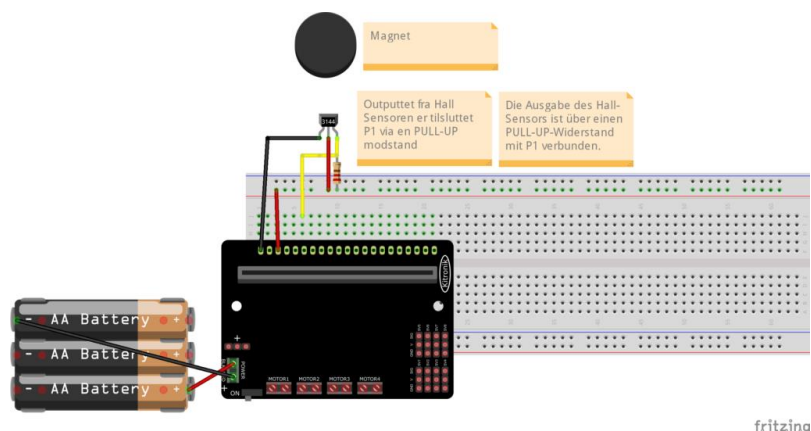 Magnet
Outputtet fra Hall
Sensoren er tilsluttet
P1 via en PULL-UP
modstand
Die Ausgabe des Hall-
Sensors ist über einen
PULL-UP-Widerstand
mit P1 verbunden.
3144
Kitronik
- AA Battery +
- AA Battery +
- AA Battery +
+
POWER
+
ON
MOTOR1
MOTOR2
MOTOR3
MOTOR4
fritzing